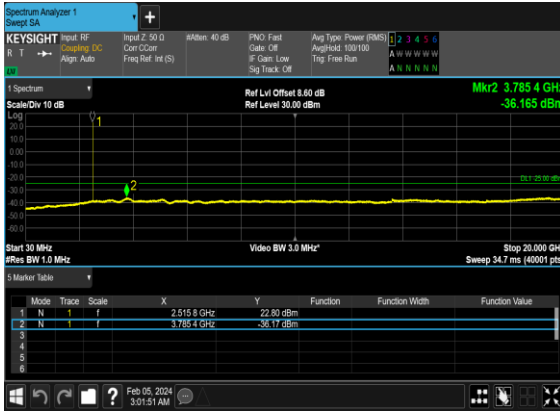 Spectrum Analyzer 1
Swept SA
+
KEYSIGHT Input: RF Input Z: 50 Ω #Atten: 40 dB PNO: Fast Avg Type: Power (RMS) 1 2 3 4 5 6
R T Coupling: DC Corr CCorr Gate: Off Avg|Hold: 100/100 A W W W W W
Align: Auto Freq Ref: Int (S) IF Gain: Low Trig: Free Run
Sig Track: Off A N N N N N
1 Spectrum
Scale/Div 10 dB
Ref Lvl Offset 8.60 dB
Ref Level 30.00 dBm
Mkr2 3.785 4 GHz
-36.165 dBm
Log
1
20.0
10.0
0.00
-10.0
-20.0
DL1 -25.00 dBm
-30.0
2
-40.0
-50.0
-60.0
Start 30 MHz Video BW 3.0 MHz* Stop 20.000 GHz
#Res BW 1.0 MHz Sweep 34.7 ms (40001 pts)
5 Marker Table
Mode Trace Scale X Y Function Function Width Function Value
1 N 1 f 2.515 8 GHz 22.80 dBm
2 N 1 f 3.785 4 GHz -36.17 dBm
3
4
5
6
? Feb 05, 2024
3:01:51 AM